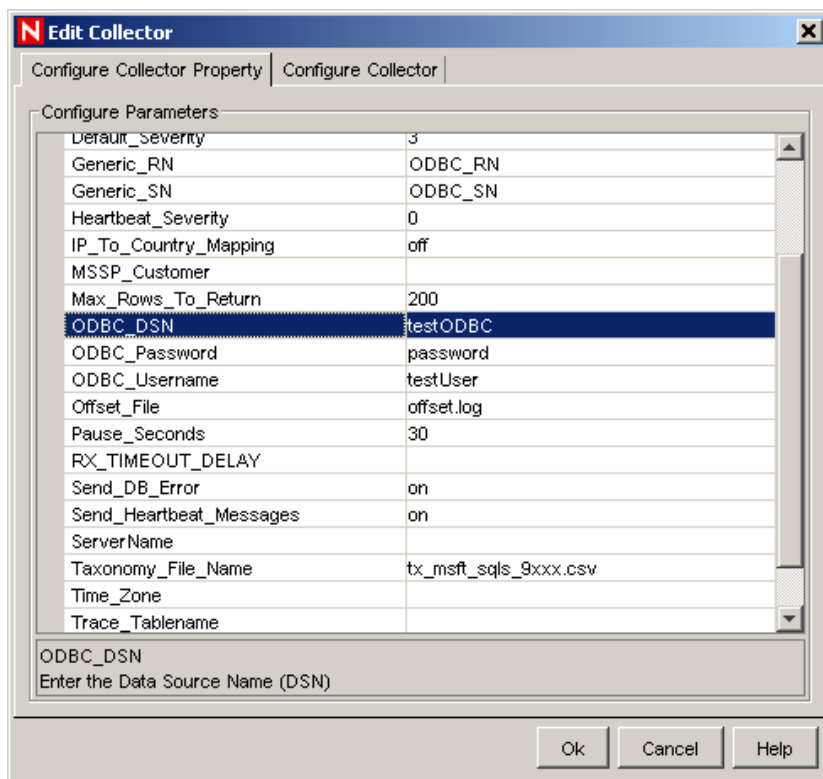 N Edit Collector
Configure Collector Property Configure Collector
Configure Parameters
Default_Severity 3
Generic_RN ODBC_RN
Generic_SN ODBC_SN
Heartbeat_Severity 0
IP_To_Country_Mapping off
MSSP_Customer
Max_Rows_To_Return 200
ODBC_DSN testODBC
ODBC_Password password
ODBC_Username testUser
Offset_File offset.log
Pause_Seconds 30
RX_TIMEOUT_DELAY
Send_DB_Error on
Send_Heartbeat_Messages on
ServerName
Taxonomy_File_Name tx_msft_sqls_9xxx.csv
Time_Zone
Trace_Tablename
ODBC_DSN
Enter the Data Source Name (DSN)
Ok Cancel Help